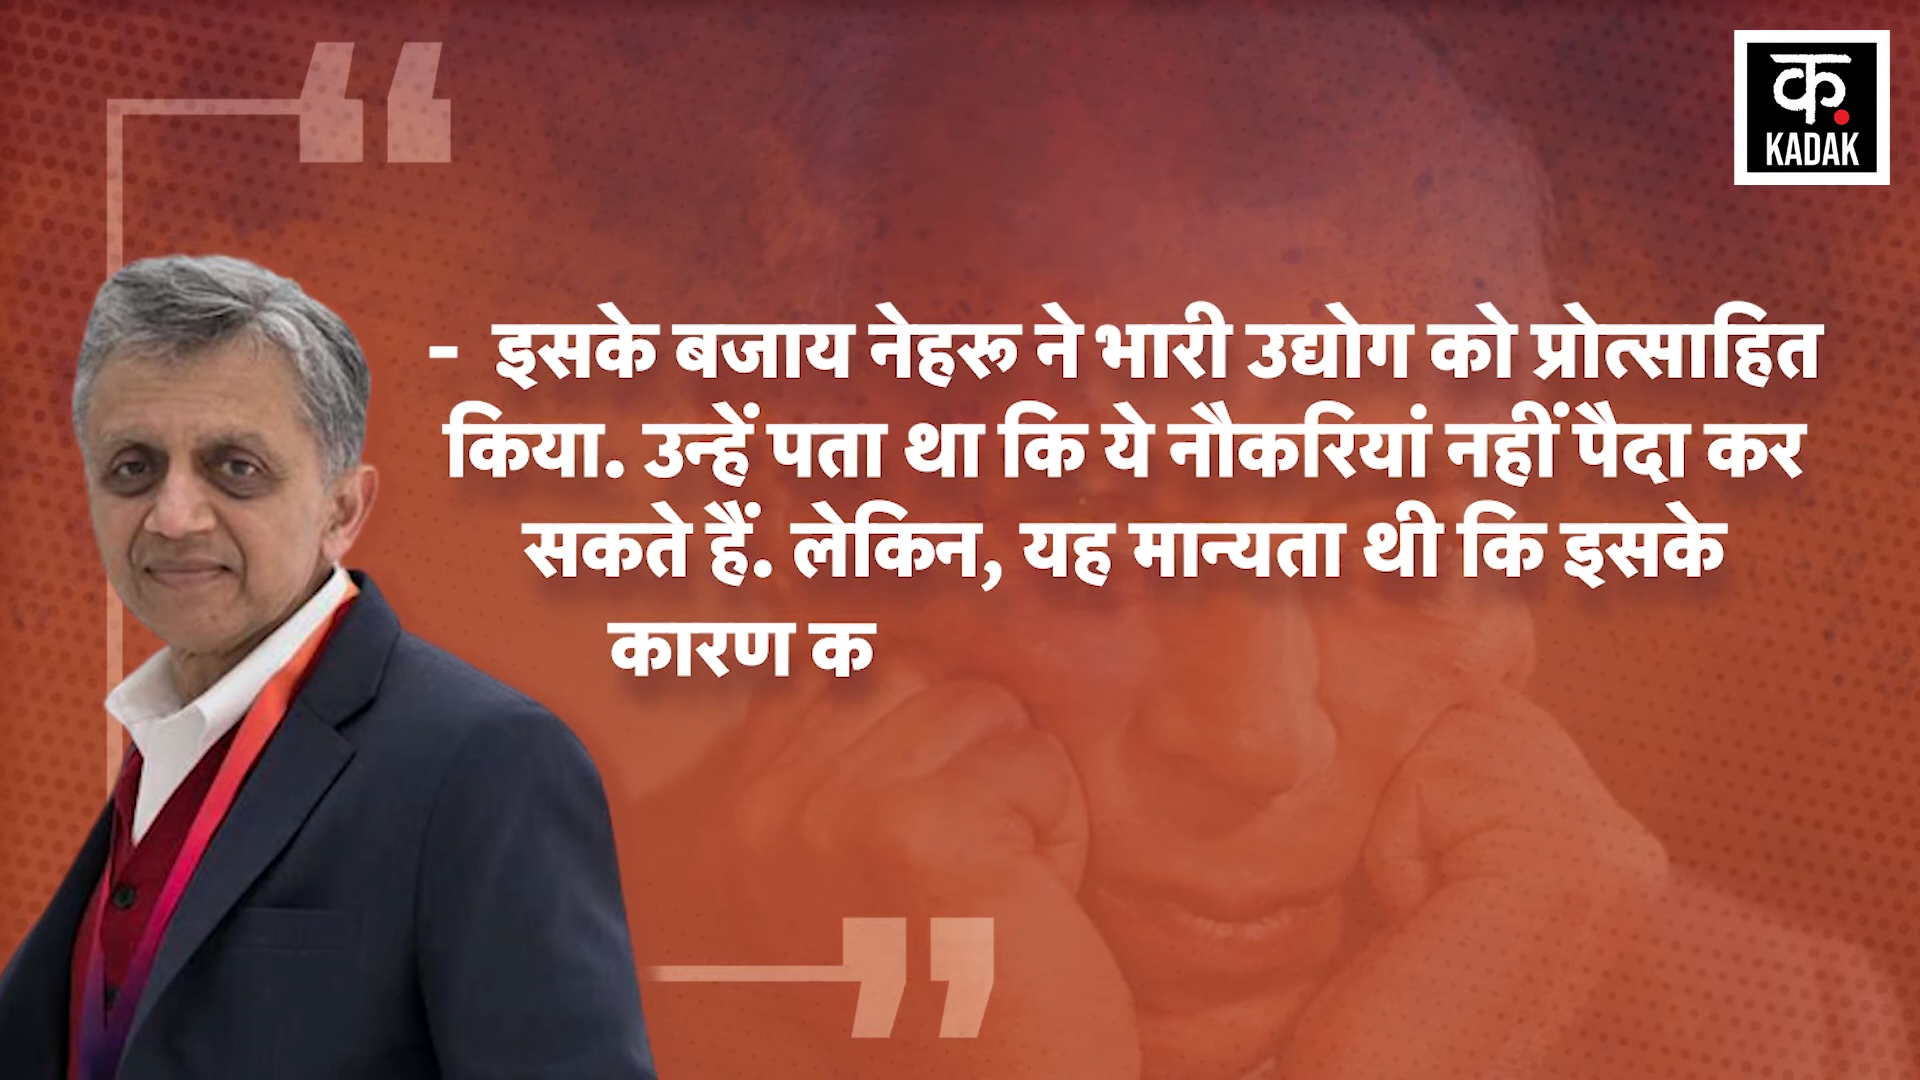 क
KADAK
- इसके बजाय नेहरू ने भारी उद्योग को प्रोत्साहित
किया. उन्हें पता था कि ये नौकरियां नहीं पैदा कर
सकते हैं. लेकिन, यह मान्यता थी कि इसके
कारण क